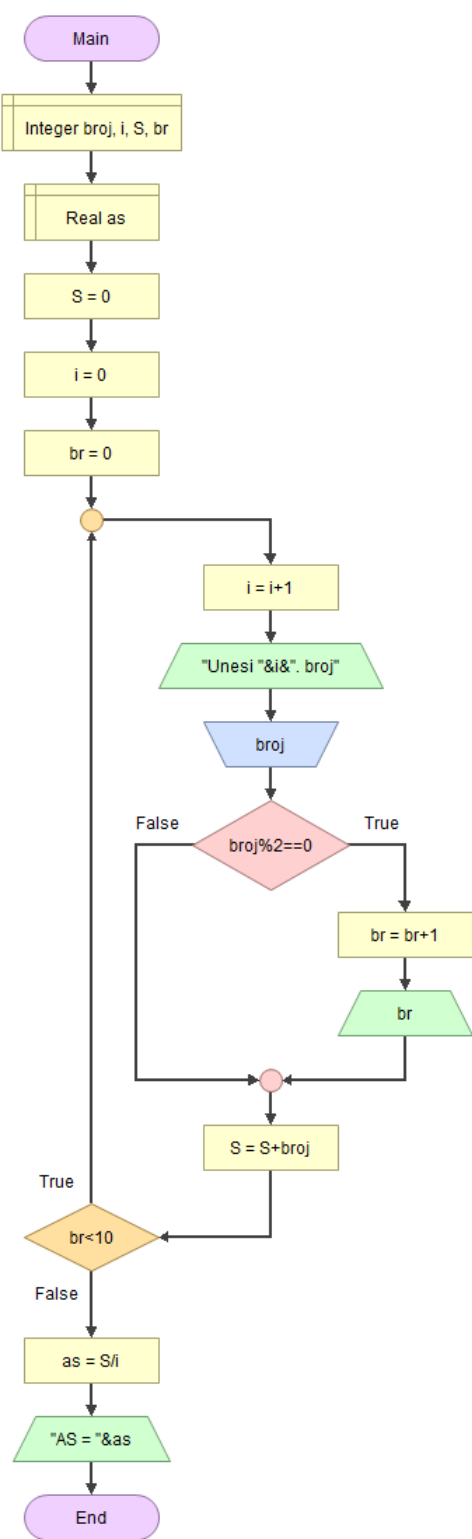 Main
Integer broj, i, S, br
Real as
S = 0
i = 0
br = 0
i = i+1
"Unesi "&i&". broj"
broj
False
True
broj%2==0
br = br+1
br
S = S+broj
True
br<10
False
as = S/i
"AS = "&as
End